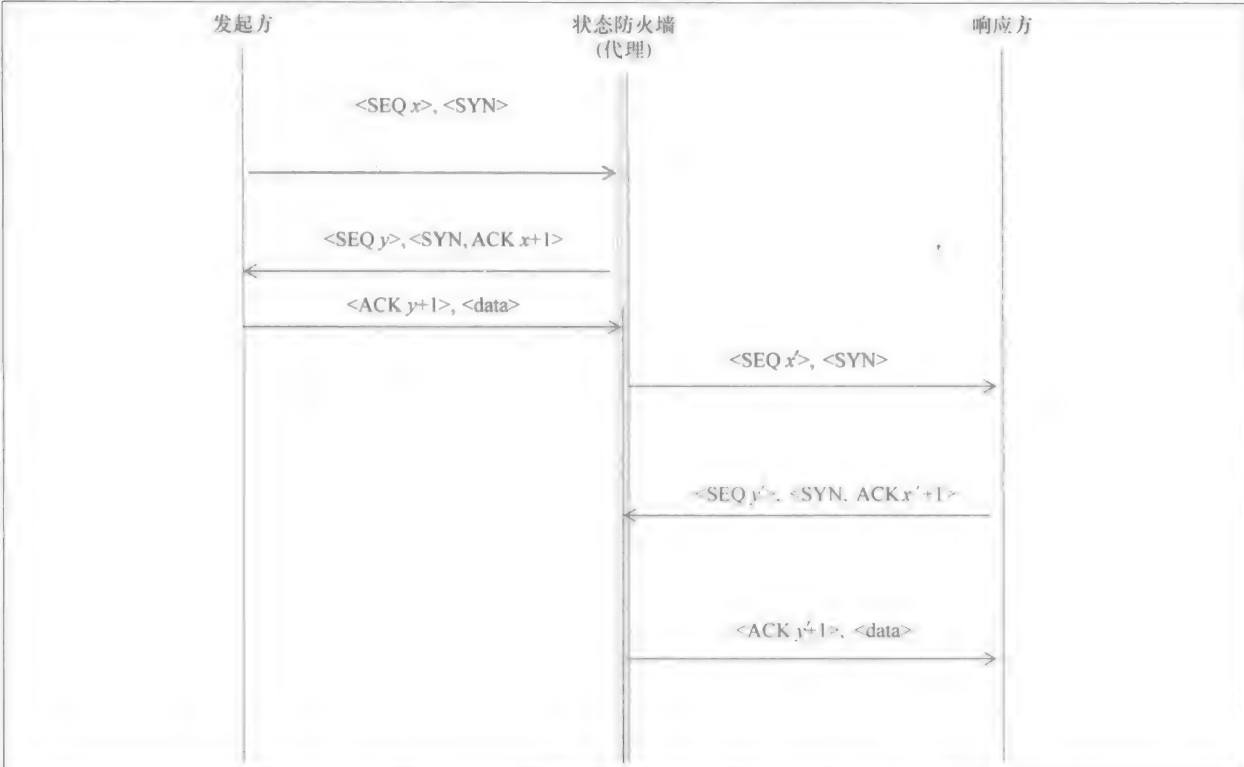 发起方
状态防火墙
(代理)
响应方
<SEQ x>, <SYN>
<SEQ y>, <SYN, ACK x+1>
<ACK y+1>, <data>
<SEQ x′>, <SYN>
<SEQ y′>, <SYN, ACK x′+1>
<ACK y′+1>, <data>